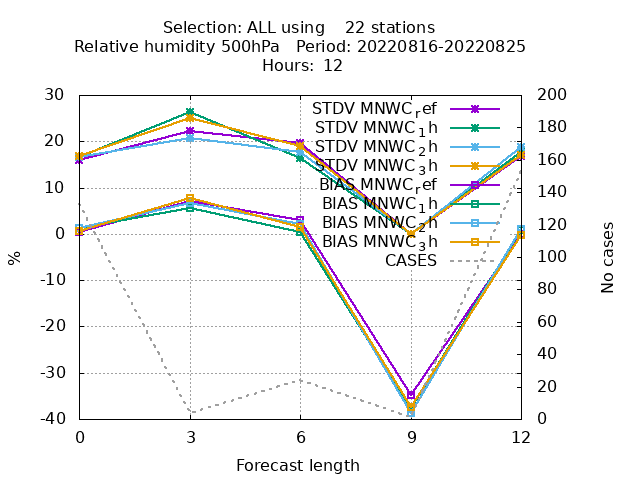 Selection: ALL using 22 stations
Relative humidity 500hPa Period: 20220816-20220825
Hours: 12
30
20
10
0
-10
-20
-30
-40
200
180
160
140
120
100
80
60
40
20
0
%
No cases
STDV MNWC_ref
STDV MNWC_1h
STDV MNWC_2h
STDV MNWC_3h
BIAS MNWC_ref
BIAS MNWC_1h
BIAS MNWC_2h
BIAS MNWC_3h
CASES
0 3 6 9 12
Forecast length